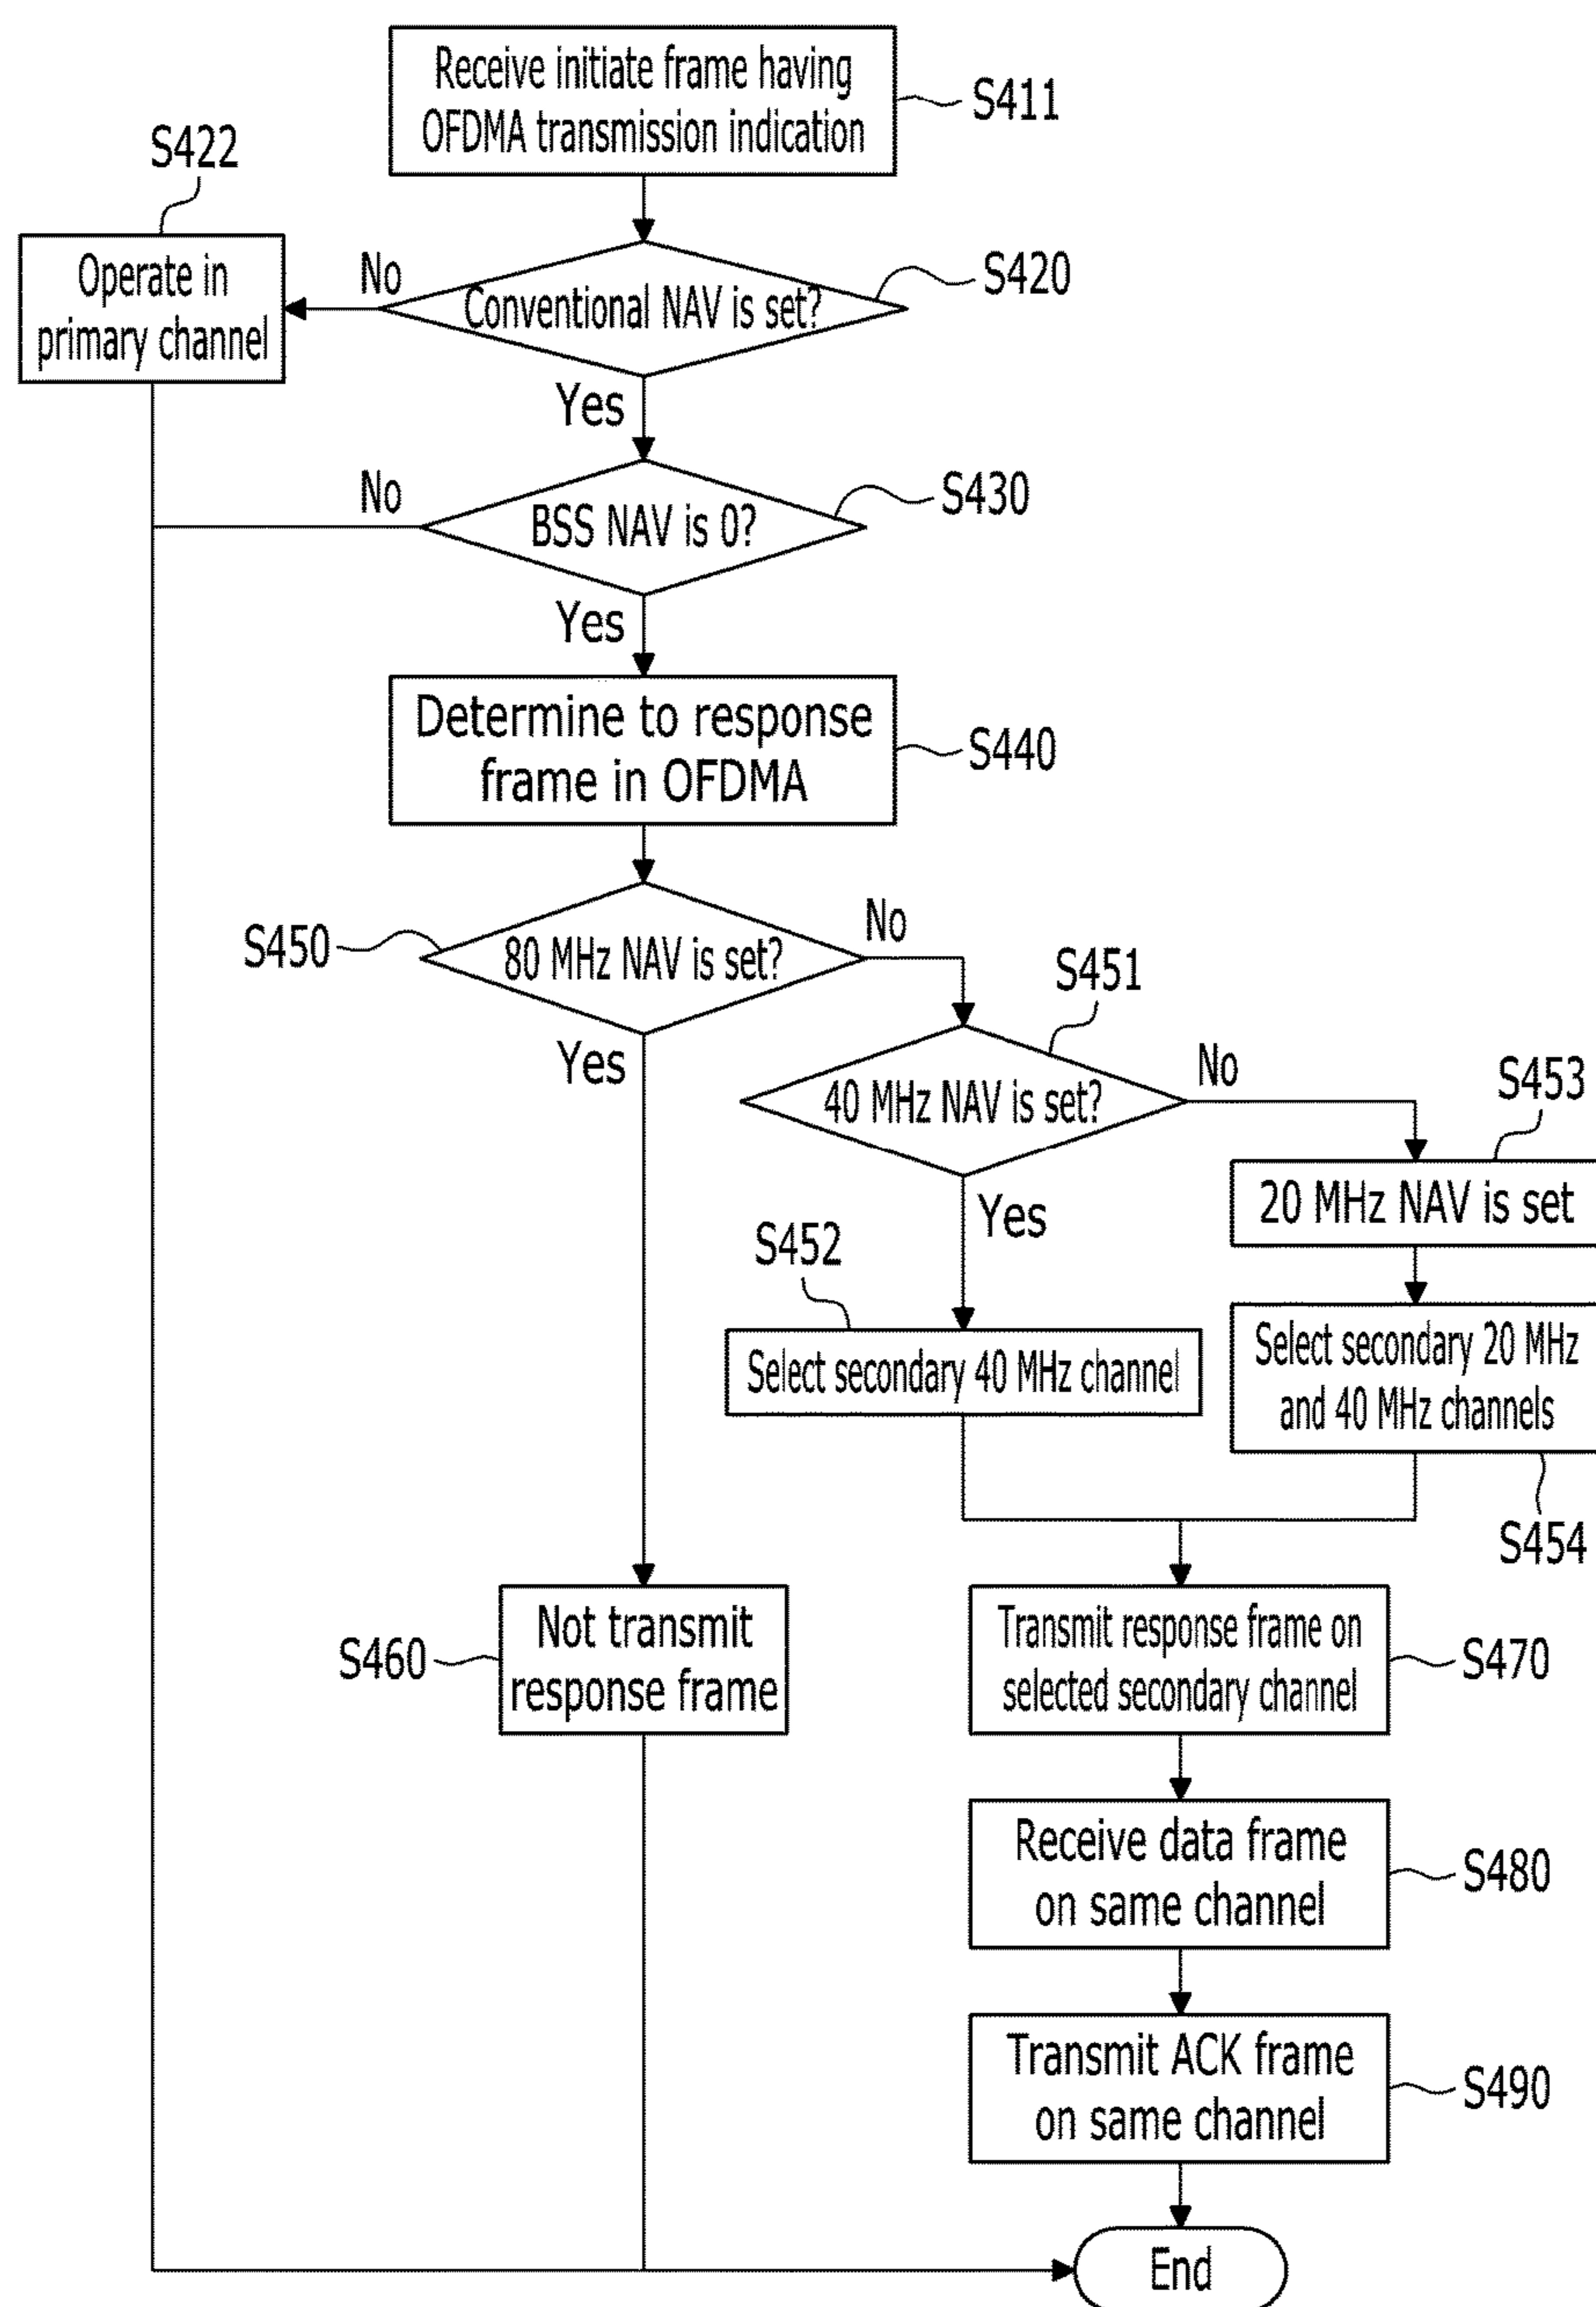 Receive initiate frame having
OFDMA transmission indication
S411
S422
Operate in
primary channel
No
Conventional NAV is set?
S420
Yes
No
BSS NAV is 0?
S430
Yes
Determine to response
frame in OFDMA
S440
S450
80 MHz NAV is set?
No
Yes
S451
40 MHz NAV is set?
No
Yes
S453
20 MHz NAV is set
S452
Select secondary 40 MHz channel
Select secondary 20 MHz
and 40 MHz channels
S454
S460
Not transmit
response frame
Transmit response frame on
selected secondary channel
S470
Receive data frame
on same channel
S480
Transmit ACK frame
on same channel
S490
End